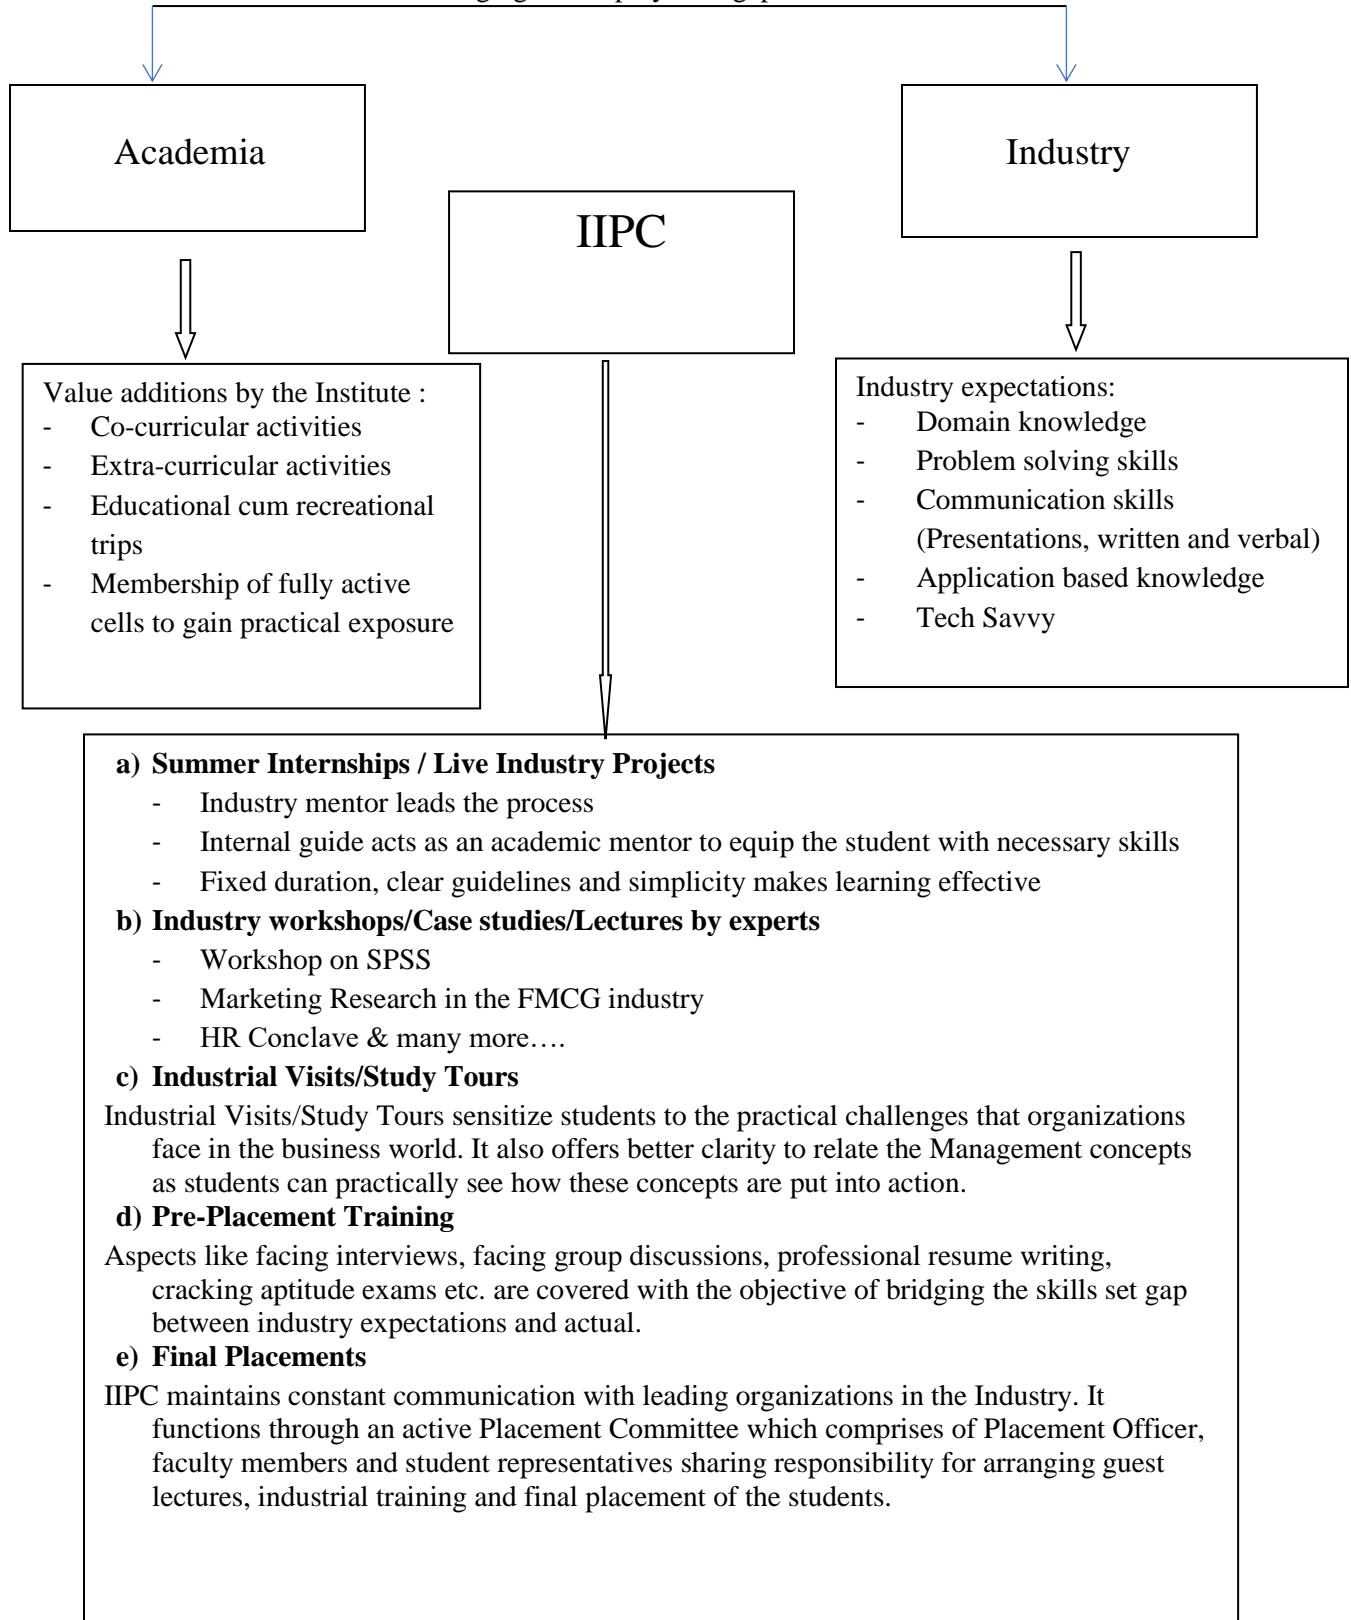 Academia
Industry
IIPC
Value additions by the Institute :
- Co-curricular activities
- Extra-curricular activities
- Educational cum recreational
trips
- Membership of fully active
cells to gain practical exposure
Industry expectations:
- Domain knowledge
- Problem solving skills
- Communication skills
(Presentations, written and verbal)
- Application based knowledge
- Tech Savvy
a) Summer Internships / Live Industry Projects
- Industry mentor leads the process
- Internal guide acts as an academic mentor to equip the student with necessary skills
- Fixed duration, clear guidelines and simplicity makes learning effective
b) Industry workshops/Case studies/Lectures by experts
- Workshop on SPSS
- Marketing Research in the FMCG industry
- HR Conclave & many more….
c) Industrial Visits/Study Tours
Industrial Visits/Study Tours sensitize students to the practical challenges that organizations
face in the business world. It also offers better clarity to relate the Management concepts
as students can practically see how these concepts are put into action.
d) Pre-Placement Training
Aspects like facing interviews, facing group discussions, professional resume writing,
cracking aptitude exams etc. are covered with the objective of bridging the skills set gap
between industry expectations and actual.
e) Final Placements
IIPC maintains constant communication with leading organizations in the Industry. It
functions through an active Placement Committee which comprises of Placement Officer,
faculty members and student representatives sharing responsibility for arranging guest
lectures, industrial training and final placement of the students.